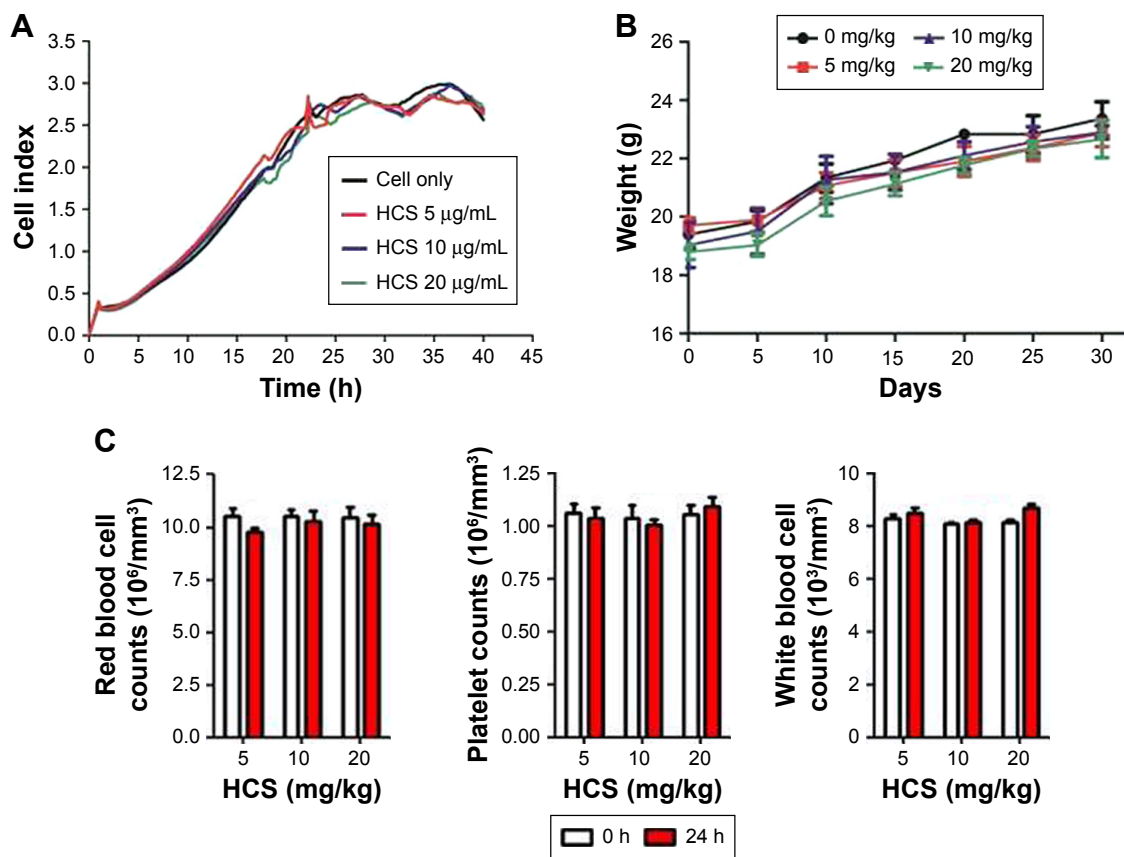 A
3.5
3.0
2.5
2.0
1.5
1.0
0.5
0.0
Cell index
0 5 10 15 20 25 30 35 40 45
Time (h)
Cell only
HCS 5 µg/mL
HCS 10 µg/mL
HCS 20 µg/mL
B
0 mg/kg 10 mg/kg
5 mg/kg 20 mg/kg
26
24
22
20
18
16
Weight (g)
0 5 10 15 20 25 30
Days
C
12.5
10.0
7.5
5.0
2.5
0.0
Red blood cell
counts (10⁶/mm³)
5 10 20
HCS (mg/kg)
1.25
1.00
0.75
0.50
0.25
0.00
Platelet counts (10⁶/mm³)
5 10 20
HCS (mg/kg)
10
8
6
4
2
0
White blood cell
counts (10³/mm³)
5 10 20
HCS (mg/kg)
0 h 24 h